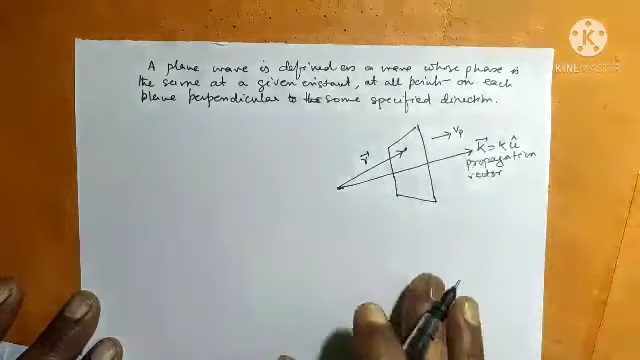 A plane wave is defined as a wave whose phase is
the same at a given instant, at all points on each
plane perpendicular to the some specified direction.
r⃗
Vp
K⃗ = K û
propagation
vector
K
KINEMASTER